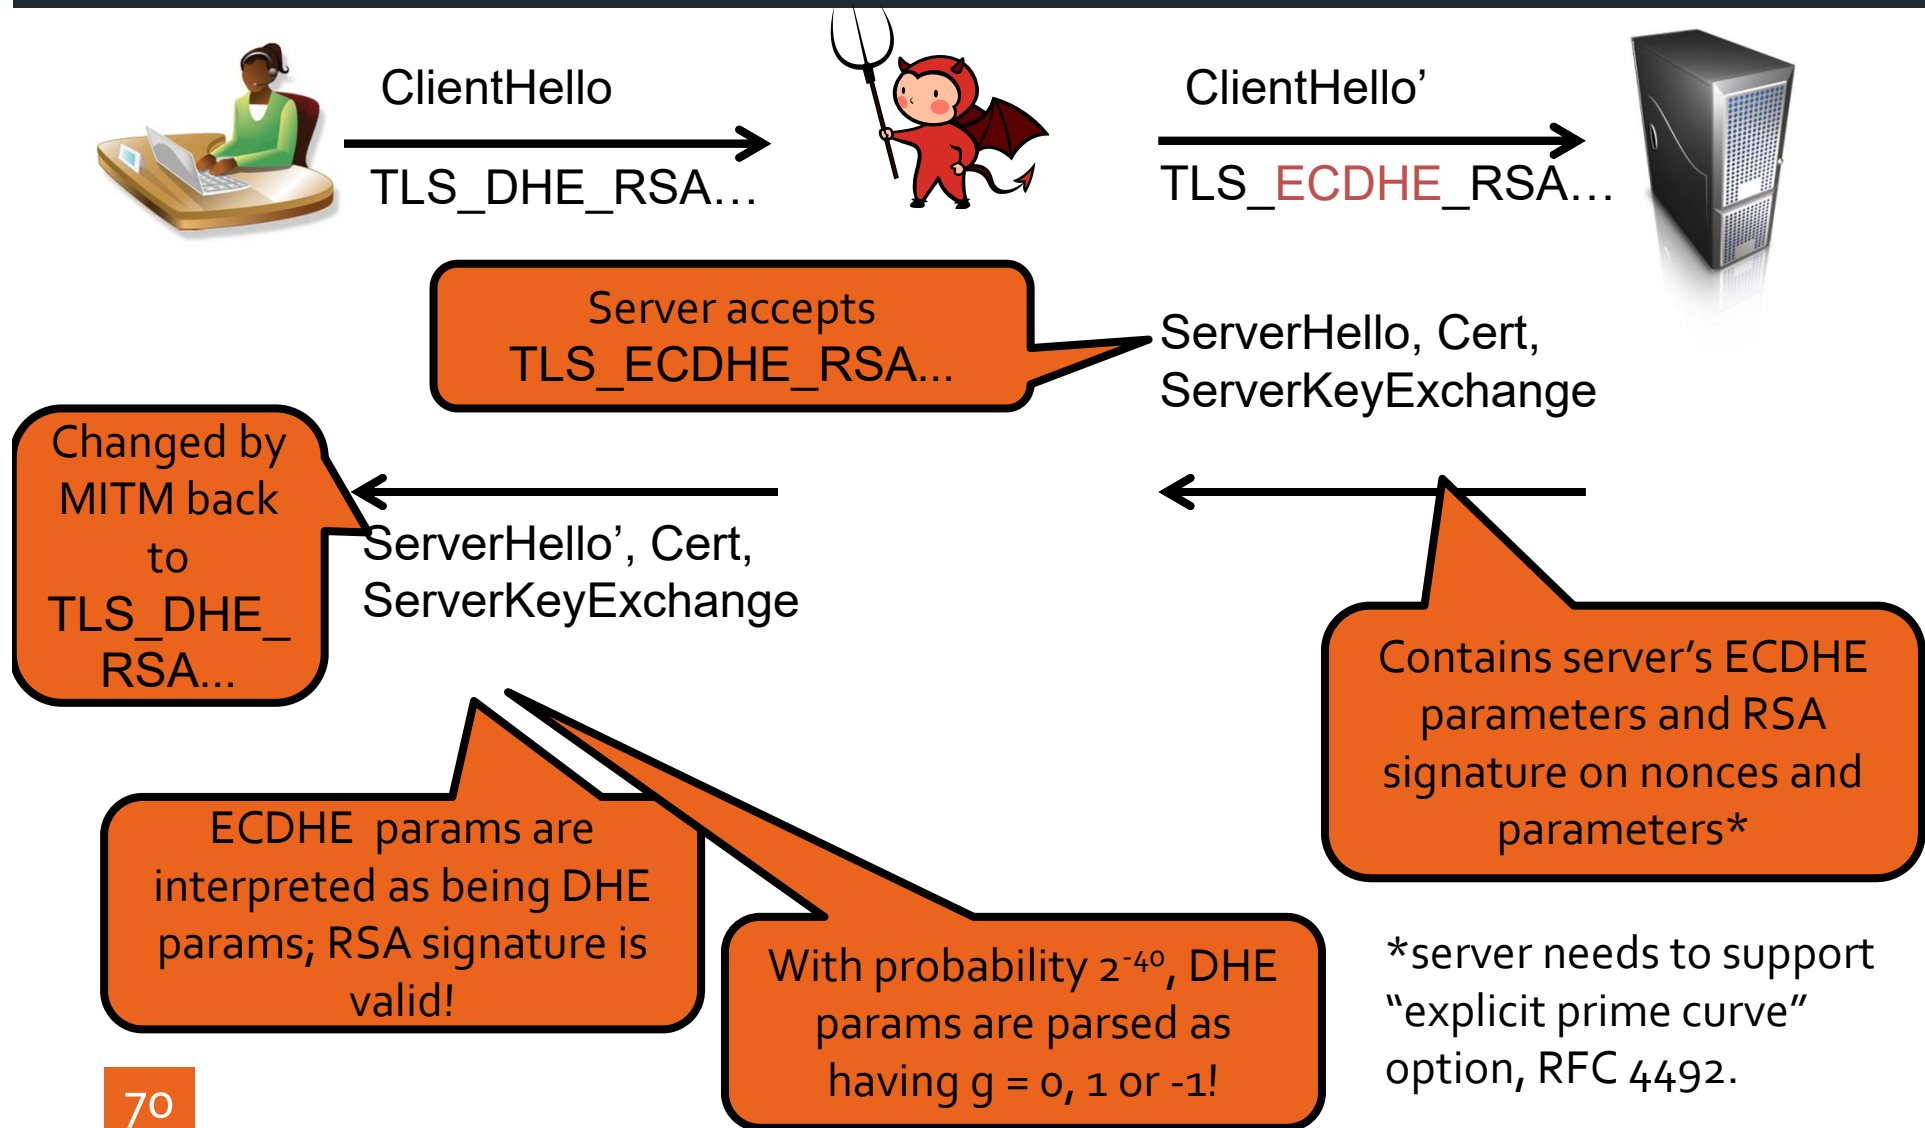 ClientHello
TLS_DHE_RSA…
ClientHello’
TLS_ECDHE_RSA…
Server accepts
TLS_ECDHE_RSA...
ServerHello, Cert,
ServerKeyExchange
Changed by
MITM back
to
TLS_DHE_
RSA...
ServerHello’, Cert,
ServerKeyExchange
Contains server’s ECDHE
parameters and RSA
signature on nonces and
parameters*
ECDHE params are
interpreted as being DHE
params; RSA signature is
valid!
With probability 2⁻⁴⁰, DHE
params are parsed as
having g = 0, 1 or -1!
*server needs to support
“explicit prime curve”
option, RFC 4492.
70